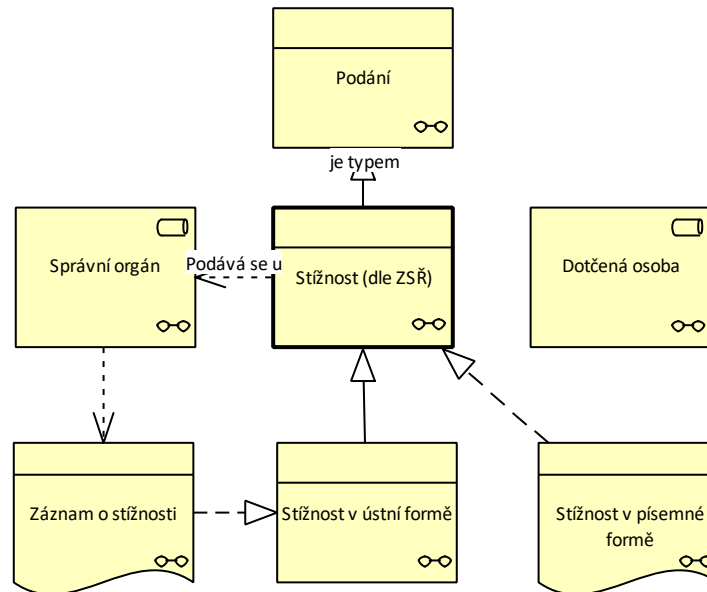 Podání
je typem
Správní orgán
Podává se u
Stížnost (dle ZSŘ)
Dotčená osoba
Záznam o stížnosti
Stížnost v ústní formě
Stížnost v písemné
formě